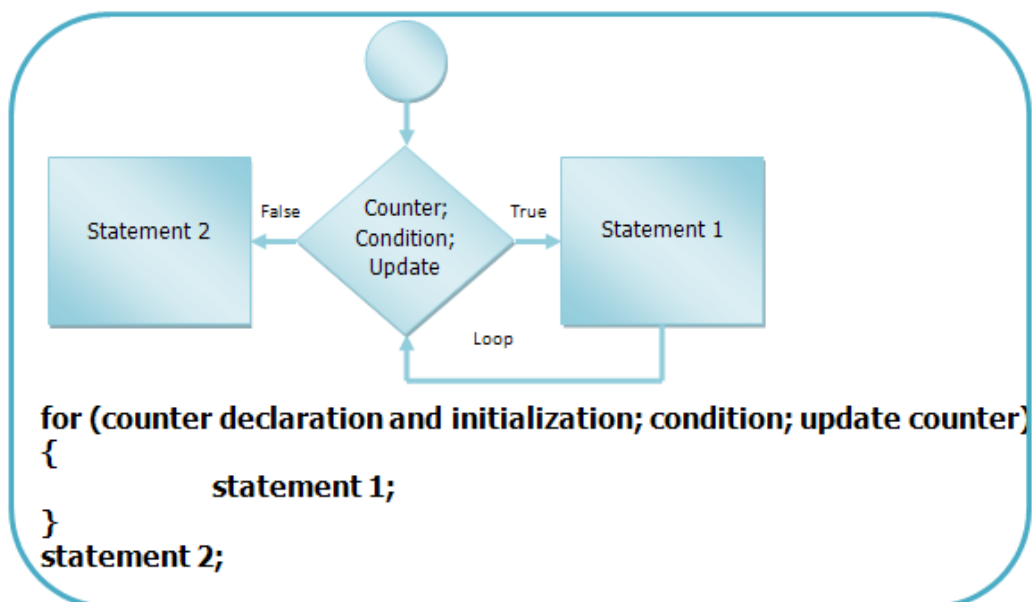 Statement 2
False
Counter;
Condition;
Update
True
Statement 1
Loop
for (counter declaration and initialization; condition; update counter)
{
statement 1;
}
statement 2;